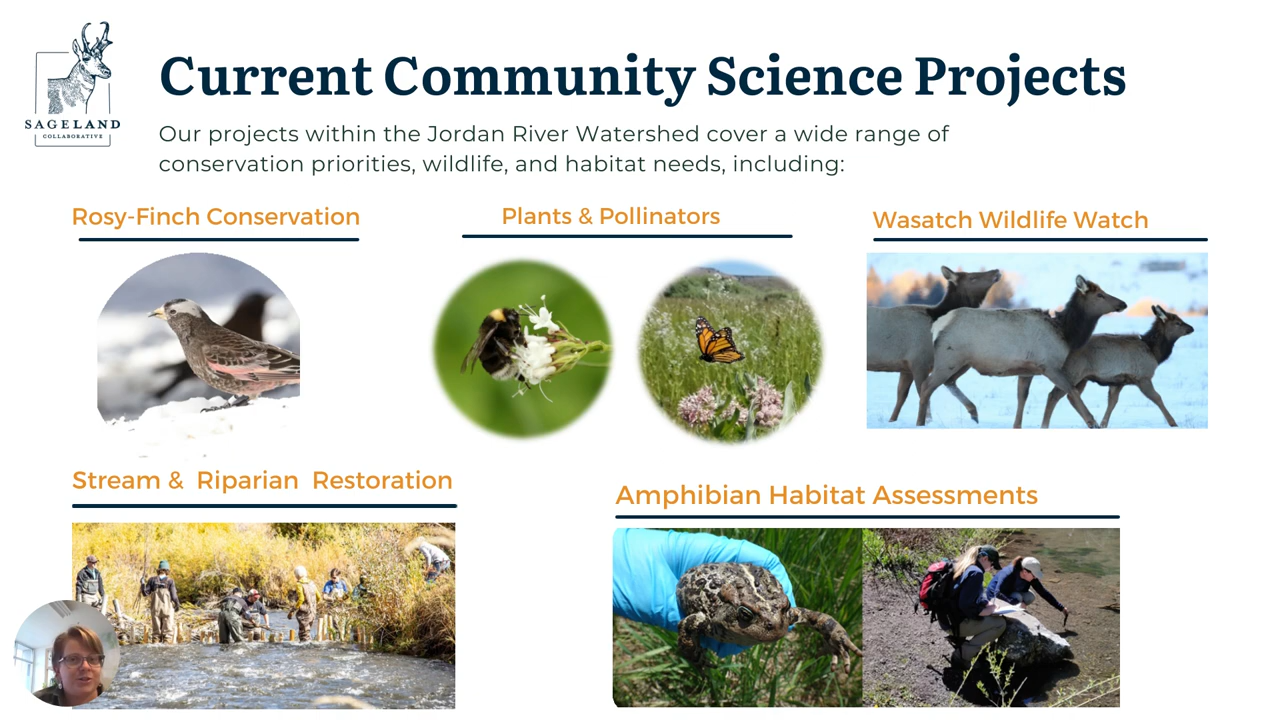 SAGELAND
COLLABORATIVE
Current Community Science Projects
Our projects within the Jordan River Watershed cover a wide range of
conservation priorities, wildlife, and habitat needs, including:
Rosy-Finch Conservation
Plants & Pollinators
Wasatch Wildlife Watch
Stream & Riparian Restoration
Amphibian Habitat Assessments